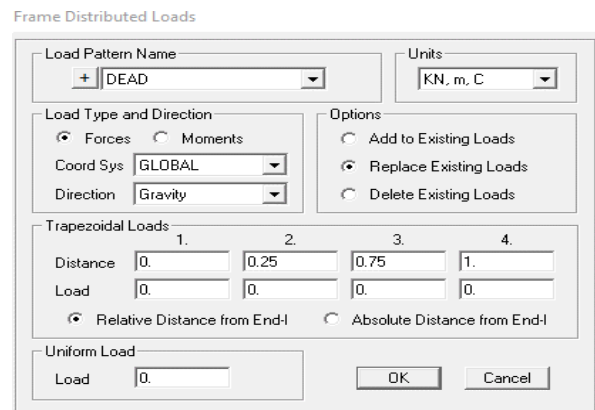 Frame Distributed Loads
Load Pattern Name
+ DEAD
Units
KN, m, C
Load Type and Direction
Forces Moments
Coord Sys GLOBAL
Direction Gravity
Options
Add to Existing Loads
Replace Existing Loads
Delete Existing Loads
Trapezoidal Loads
1. 2. 3. 4.
Distance 0. 0.25 0.75 1.
Load 0. 0. 0. 0.
Relative Distance from End-I Absolute Distance from End-I
Uniform Load
Load 0.
OK Cancel